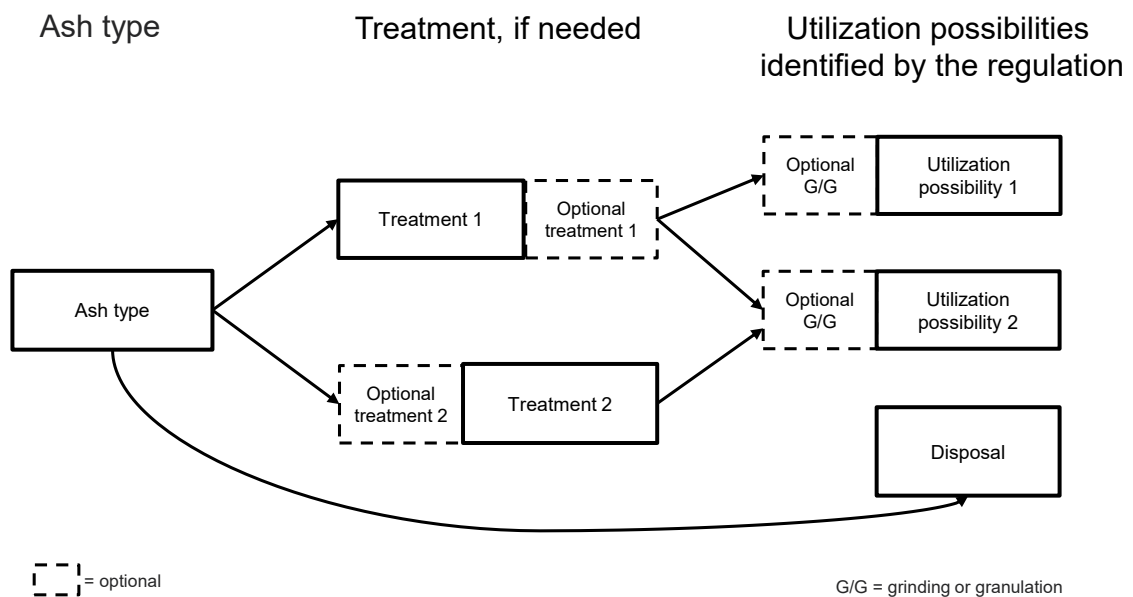 Ash type
Treatment, if needed
Utilization possibilities
identified by the regulation
Optional
G/G
Utilization
possibility 1
Treatment 1
Optional
treatment 1
Ash type
Optional
G/G
Utilization
possibility 2
Optional
treatment 2
Treatment 2
Disposal
= optional
G/G = grinding or granulation